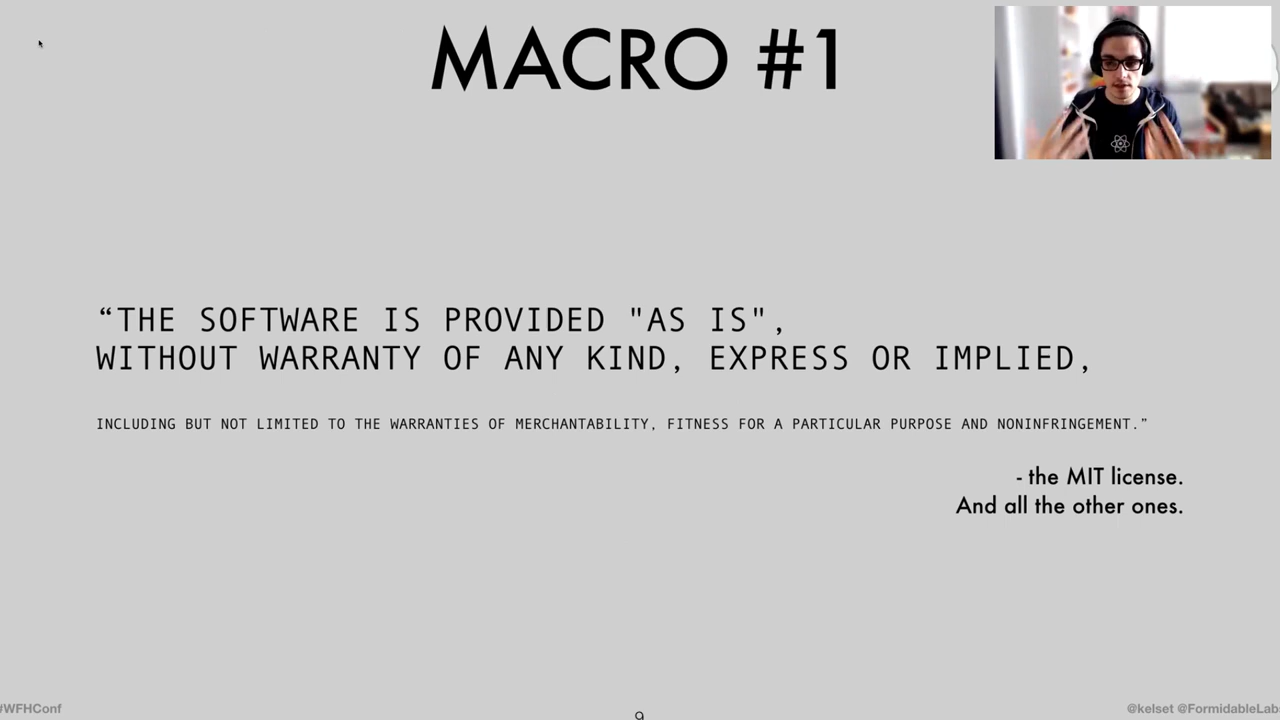 MACRO #1
“THE SOFTWARE IS PROVIDED "AS IS",
WITHOUT WARRANTY OF ANY KIND, EXPRESS OR IMPLIED,
INCLUDING BUT NOT LIMITED TO THE WARRANTIES OF MERCHANTABILITY, FITNESS FOR A PARTICULAR PURPOSE AND NONINFRINGEMENT.”
- the MIT license.
And all the other ones.
#WFHConf
9
@kelset @FormidableLabs